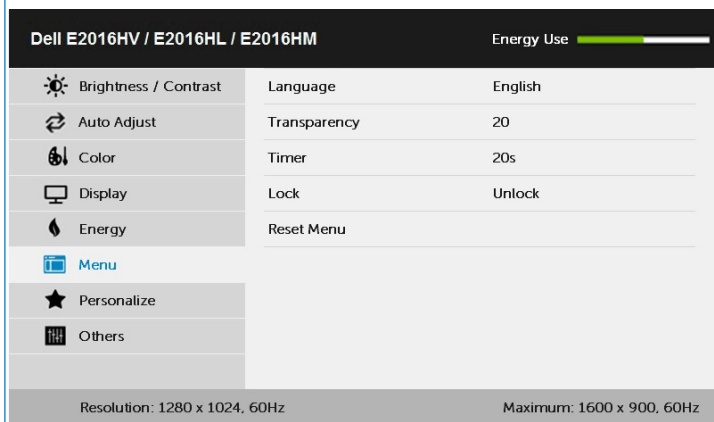 Dell E2016HV / E2016HL / E2016HM Energy Use
Brightness / Contrast Language English
Auto Adjust Transparency 20
Color Timer 20s
Display Lock Unlock
Energy Reset Menu
Menu
Personalize
Others
Resolution: 1280 x 1024, 60Hz Maximum: 1600 x 900, 60Hz